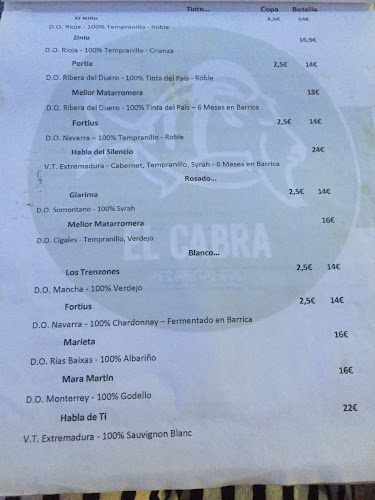 Tinto... Copa Botella
El Niño 2,5€ 14€
D.O. Rioja - 100% Tempranillo - Roble
Zinio 16,9€
D.O. Rioja - 100% Tempranillo - Crianza
Portia 2,5€ 14€
D.O. Ribera del Duero - 100% Tinta del País - Roble
Melior Matarromera 18€
D.O. Ribera del Duero - 100% Tinta del País – 6 Meses en Barrica
Fortius 2,5€ 14€
D.O. Navarra – 100% Tempranillo - Roble
Habla del Silencio 24€
V.T. Extremadura - Cabernet, Tempranillo, Syrah - 6 Meses en Barrica
Rosado...
Glarima 2,5€ 14€
D.O. Somontano - 100% Syrah
Melior Matarromera 16€
D.O. Cigales - Tempranillo, Verdejo
EL CABRA
Blanco...
Los Trenzones 2,5€ 14€
D.O. Mancha - 100% Verdejo
Fortius 2,5€ 14€
D.O. Navarra - 100% Chardonnay – Fermentado en Barrica
Marieta 16€
D.O. Rías Baixas - 100% Albariño
Mara Martin 16€
D.O. Monterrey - 100% Godello
Habla de Ti 22€
V.T. Extremadura - 100% Sauvignon Blanc